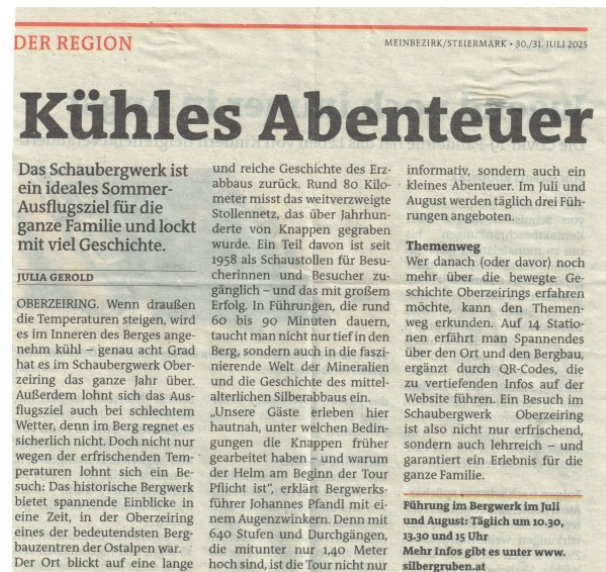 DER REGION
MEINBEZIRK/STEIERMARK • 30./31. JULI 2025
Kühles Abenteuer
Das Schaubergwerk ist
ein ideales Sommer-
Ausflugsziel für die
ganze Familie und lockt
mit viel Geschichte.
JULIA GEROLD
OBERZEIRING. Wenn draußen
die Temperaturen steigen, wird
es im Inneren des Berges ange-
nehm kühl – genau acht Grad
hat es im Schaubergwerk Ober-
zeiring das ganze Jahr über.
Außerdem lohnt sich das Aus-
flugsziel auch bei schlechtem
Wetter, denn im Berg regnet es
sicherlich nicht. Doch nicht nur
wegen der erfrischenden Tem-
peraturen lohnt sich ein Be-
such: Das historische Bergwerk
bietet spannende Einblicke in
eine Zeit, in der Oberzeiring
eines der bedeutendsten Berg-
bauzentren der Ostalpen war.
Der Ort blickt auf eine lange
und reiche Geschichte des Erz-
abbaus zurück. Rund 80 Kilo-
meter misst das weitverzweigte
Stollennetz, das über Jahrhun-
derte von Knappen gegraben
wurde. Ein Teil davon ist seit
1958 als Schaustollen für Besu-
cherinnen und Besucher zu-
gänglich – und das mit großem
Erfolg. In Führungen, die rund
60 bis 90 Minuten dauern,
taucht man nicht nur tief in den
Berg, sondern auch in die faszi-
nierende Welt der Mineralien
und die Geschichte des mittel-
alterlichen Silberabbaus ein.
„Unsere Gäste erleben hier
hautnah, unter welchen Bedin-
gungen die Knappen früher
gearbeitet haben – und warum
der Helm am Beginn der Tour
Pflicht ist“, erklärt Bergwerks-
führer Johannes Pfandl mit ei-
nem Augenzwinkern. Denn mit
640 Stufen und Durchgängen,
die mitunter nur 1,40 Meter
hoch sind, ist die Tour nicht nur
informativ, sondern auch ein
kleines Abenteuer. Im Juli und
August werden täglich drei Füh-
rungen angeboten.
Themenweg
Wer danach (oder davor) noch
mehr über die bewegte Ge-
schichte Oberzeirings erfahren
möchte, kann den Themen-
weg erkunden. Auf 14 Statio-
nen erfährt man Spannendes
über den Ort und den Bergbau,
ergänzt durch QR-Codes, die
zu vertiefenden Infos auf der
Website führen. Ein Besuch im
Schaubergwerk Oberzeiring
ist also nicht nur erfrischend,
sondern auch lehrreich – und
garantiert ein Erlebnis für die
ganze Familie.
Führung im Bergwerk im Juli
und August: Täglich um 10.30,
13.30 und 15 Uhr
Mehr Infos gibt es unter www.
silbergruben.at